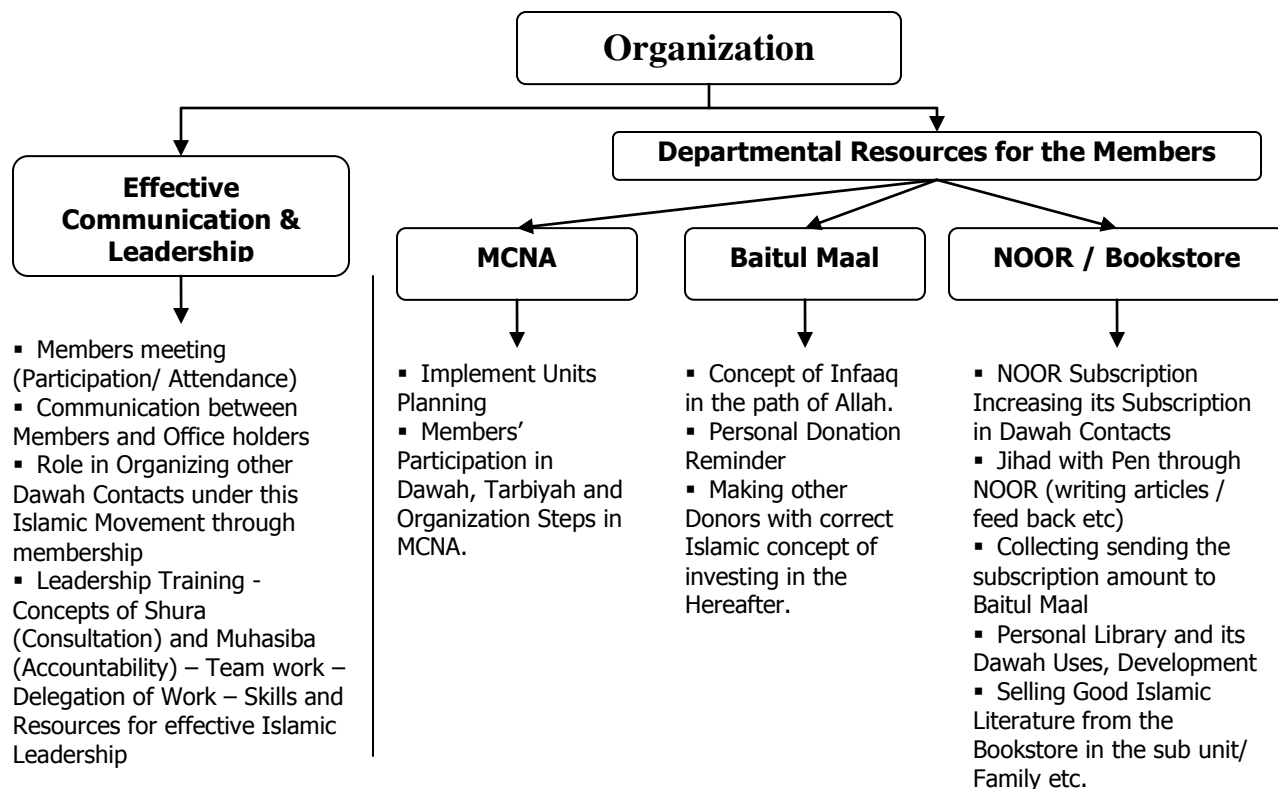 Organization
Departmental Resources for the Members
Effective
Communication &
Leadership
MCNA
Baitul Maal
NOOR / Bookstore
▪ Members meeting
(Participation/ Attendance)
▪ Communication between
Members and Office holders
▪ Role in Organizing other
Dawah Contacts under this
Islamic Movement through
membership
▪ Leadership Training -
Concepts of Shura
(Consultation) and Muhasiba
(Accountability) – Team work –
Delegation of Work – Skills and
Resources for effective Islamic
Leadership
▪ Implement Units
Planning
▪ Members’
Participation in
Dawah, Tarbiyah and
Organization Steps in
MCNA.
▪ Concept of Infaaq
in the path of Allah.
▪ Personal Donation
Reminder
▪ Making other
Donors with correct
Islamic concept of
investing in the
Hereafter.
▪ NOOR Subscription
Increasing its Subscription
in Dawah Contacts
▪ Jihad with Pen through
NOOR (writing articles /
feed back etc)
▪ Collecting sending the
subscription amount to
Baitul Maal
▪ Personal Library and its
Dawah Uses, Development
▪ Selling Good Islamic
Literature from the
Bookstore in the sub unit/
Family etc.